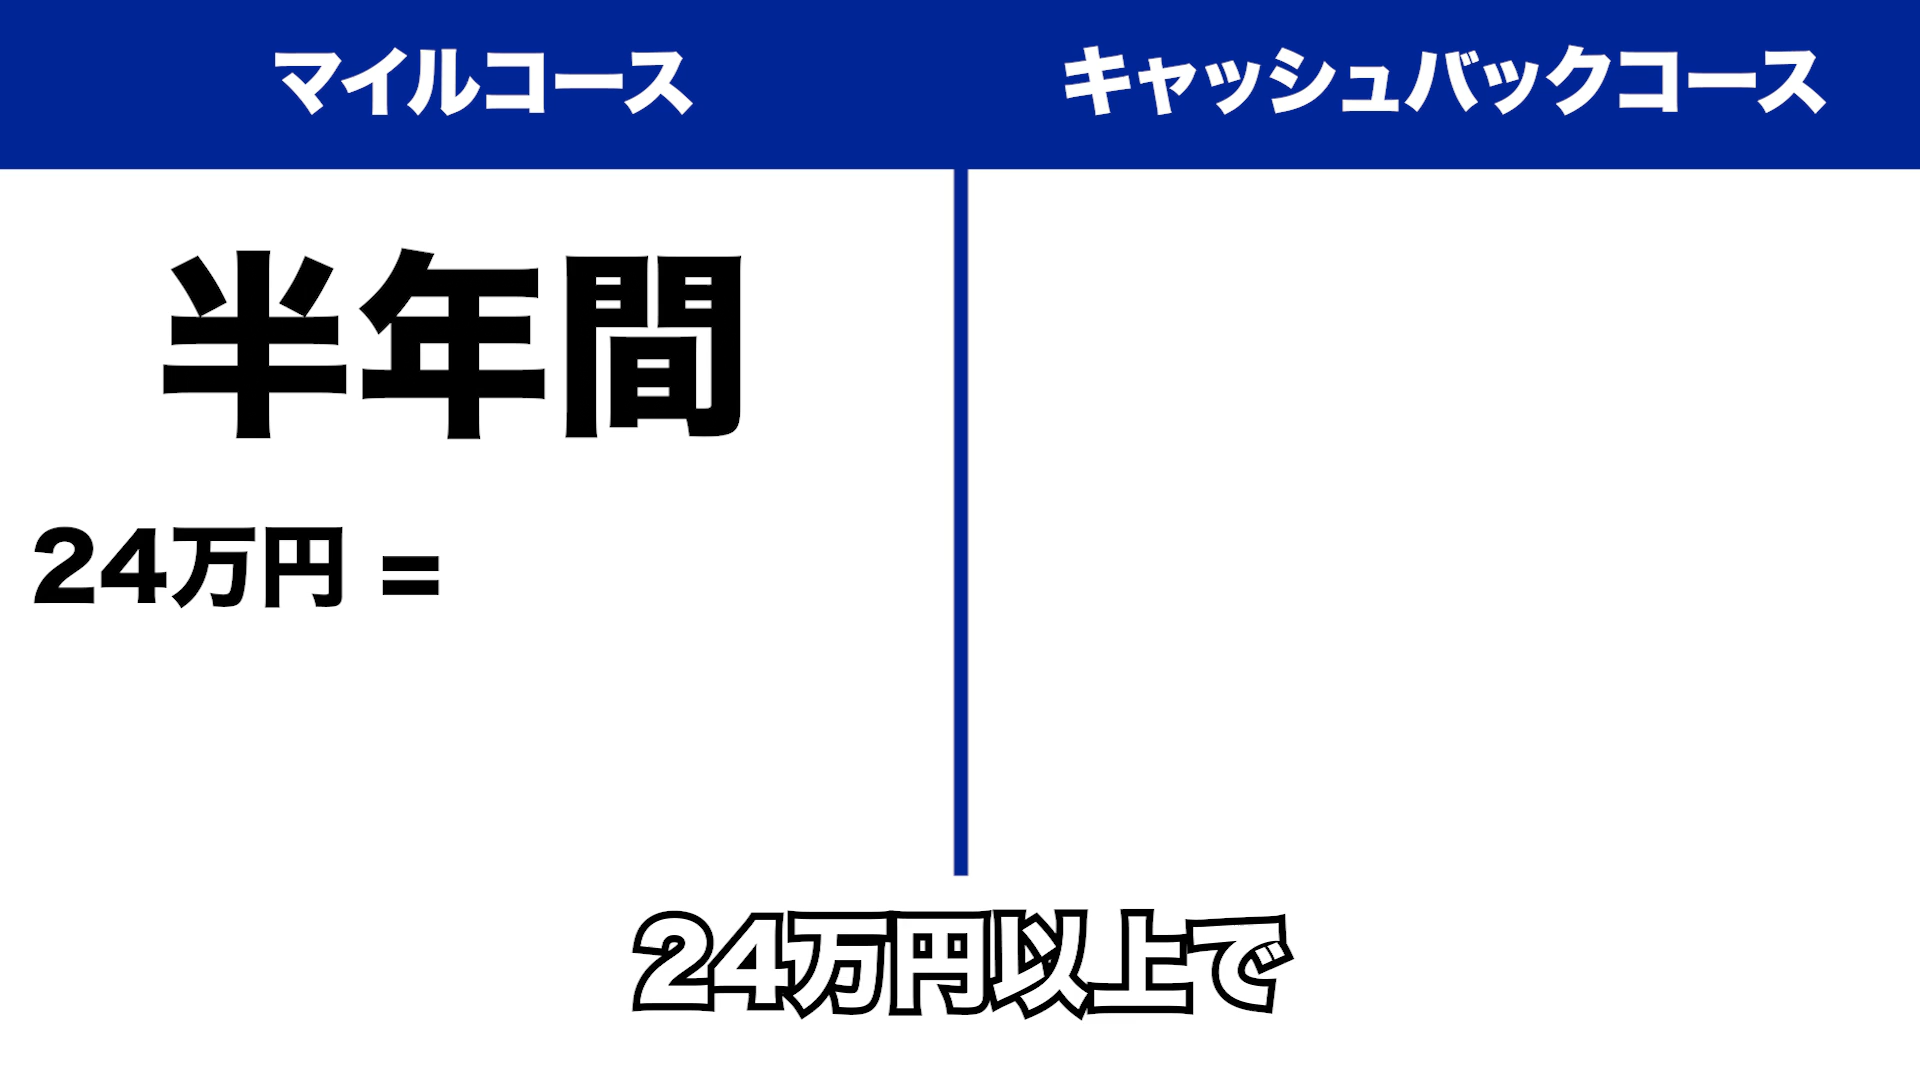 マイルコース
キャッシュバックコース
半年間
24万円 =
24万円以上で